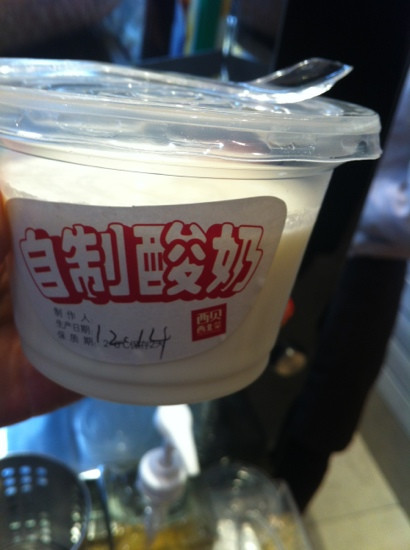 自制酸奶
制作人
生产日期:
保质期:
西贝